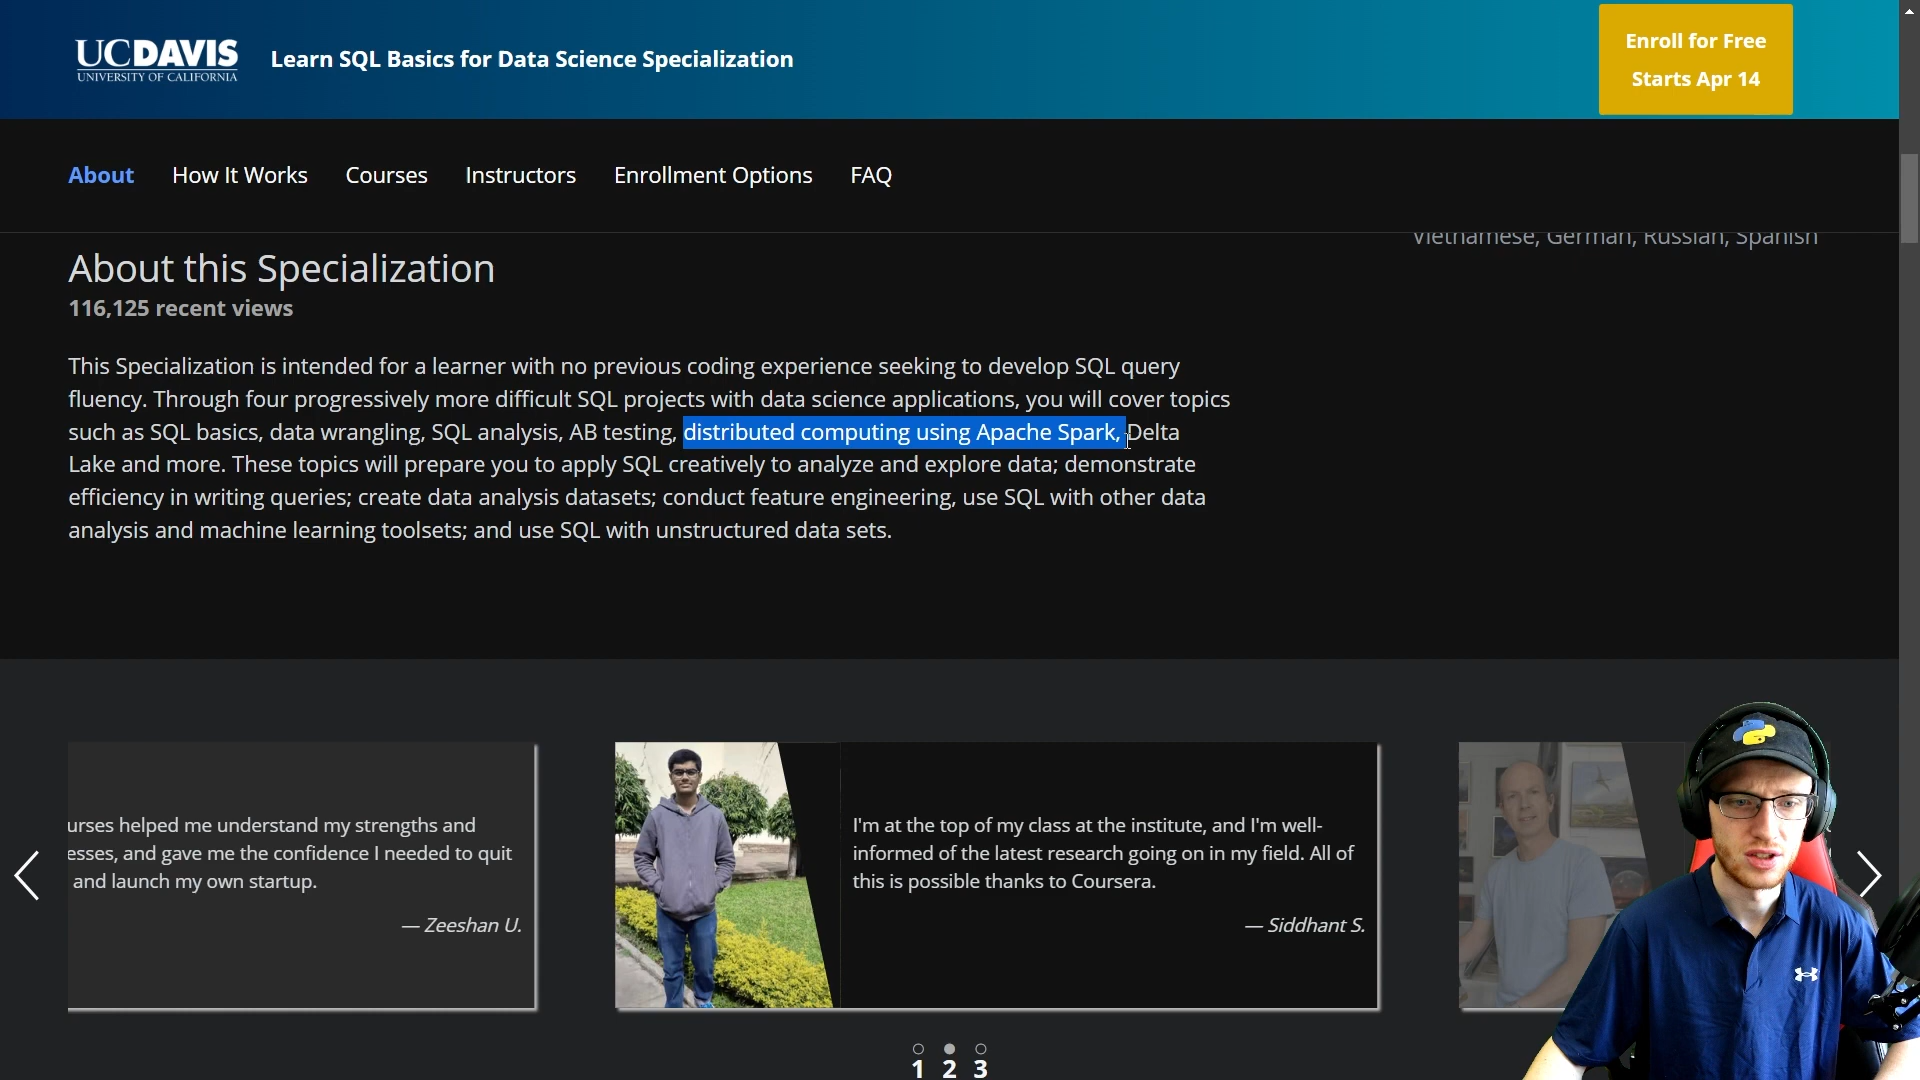 UCDAVIS
UNIVERSITY OF CALIFORNIA
Learn SQL Basics for Data Science Specialization
Enroll for Free
Starts Apr 14
About
How It Works
Courses
Instructors
Enrollment Options
FAQ
Vietnamese, German, Russian, Spanish
About this Specialization
116,125 recent views
This Specialization is intended for a learner with no previous coding experience seeking to develop SQL query
fluency. Through four progressively more difficult SQL projects with data science applications, you will cover topics
such as SQL basics, data wrangling, SQL analysis, AB testing, distributed computing using Apache Spark, Delta
Lake and more. These topics will prepare you to apply SQL creatively to analyze and explore data; demonstrate
efficiency in writing queries; create data analysis datasets; conduct feature engineering, use SQL with other data
analysis and machine learning toolsets; and use SQL with unstructured data sets.
urses helped me understand my strengths and
esses, and gave me the confidence I needed to quit
and launch my own startup.
— Zeeshan U.
I'm at the top of my class at the institute, and I'm well-
informed of the latest research going on in my field. All of
this is possible thanks to Coursera.
— Siddhant S.
1 2 3